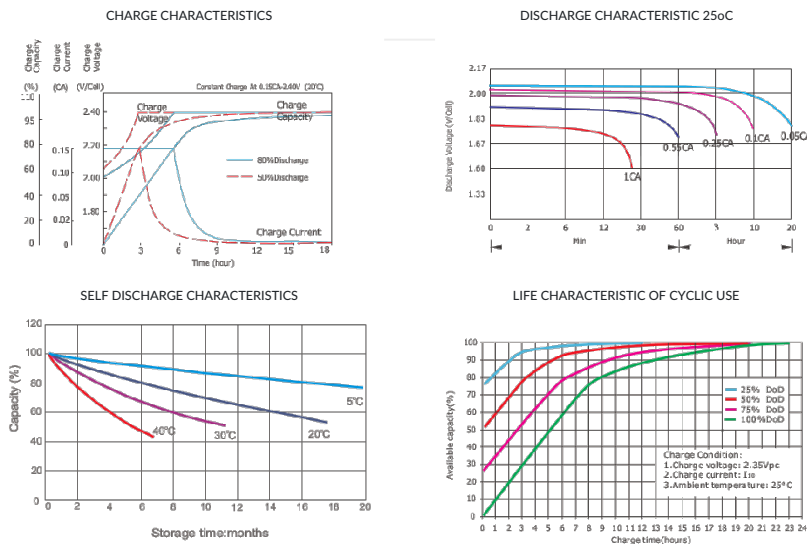 CHARGE CHARACTERISTICS
Charge Capacity
Charge Current
Charge Voltage
(%)
(CA)
(V/Cell)
Constant Charge At 0.15CA-2.40V (20°C)
110
100
80
60
40
20
0
0.15
0.10
0.05
0.02
0
2.40
2.20
2.00
1.80
Charge Voltage
Charge Capacity
80%Discharge
50%Discharge
Charge Current
0 3 6 9 12 15 18
Time (hour)
DISCHARGE CHARACTERISTIC 25oC
Discharge Voltage (V/Cell)
2.17
2.00
1.83
1.67
1.60
1.33
1CA
0.55CA
0.25CA
0.1CA
0.05CA
0 2 6 12 30 60 3 10 20
Min
Hour
SELF DISCHARGE CHARACTERISTICS
Capacity (%)
120
100
80
60
40
20
0
5°C
20°C
30°C
40°C
0 2 4 6 8 10 12 14 16 18 20
Storage time:months
LIFE CHARACTERISTIC OF CYCLIC USE
Available capacity(%)
100
90
80
70
60
50
40
30
20
10
0
25% DoD
50% DoD
75% DoD
100%DoD
Charge Condition:
1.Charge voltage: 2.35Vpc
2.Charge current: I10
3.Ambient temperature: 25°C
0 1 2 3 4 5 6 7 8 9 10 11 12 13 14 15 16 17 18 19 20 21 22 23 24
Charge time(hours)